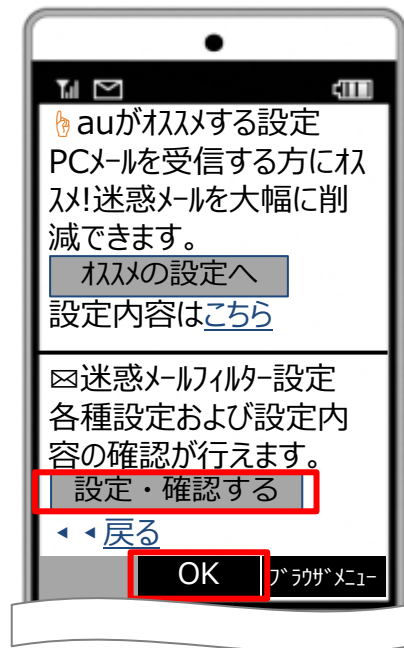 auがｵｽｽﾒする設定
PCﾒｰﾙを受信する方にｵｽ
ｽﾒ!迷惑ﾒｰﾙを大幅に削
減できます。
ｵｽｽﾒの設定へ
設定内容はこちら
✉迷惑ﾒｰﾙﾌｨﾙﾀｰ設定
各種設定および設定内
容の確認が行えます。
設定・確認する
戻る
OK
ﾌﾞﾗｳｻﾞﾒﾆｭｰ